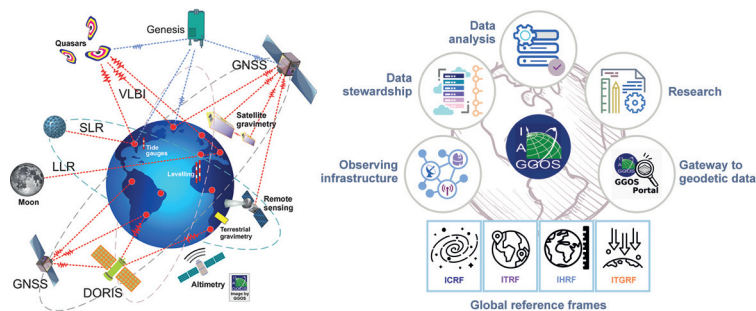 Quasars
Genesis
GNSS
VLBI
Satellite
gravimetry
SLR
Tide
gauges
LLR
Levelling
Moon
Remote
sensing
Terrestrial
gravimetry
GNSS
DORIS
Altimetry
Image by
GGOS
Data
analysis
Data
stewardship
Research
IAG
GGOS
Observing
infrastructure
GGOS
Portal
Gateway to
geodetic data
ICRF
ITRF
IHRF
ITGRF
Global reference frames